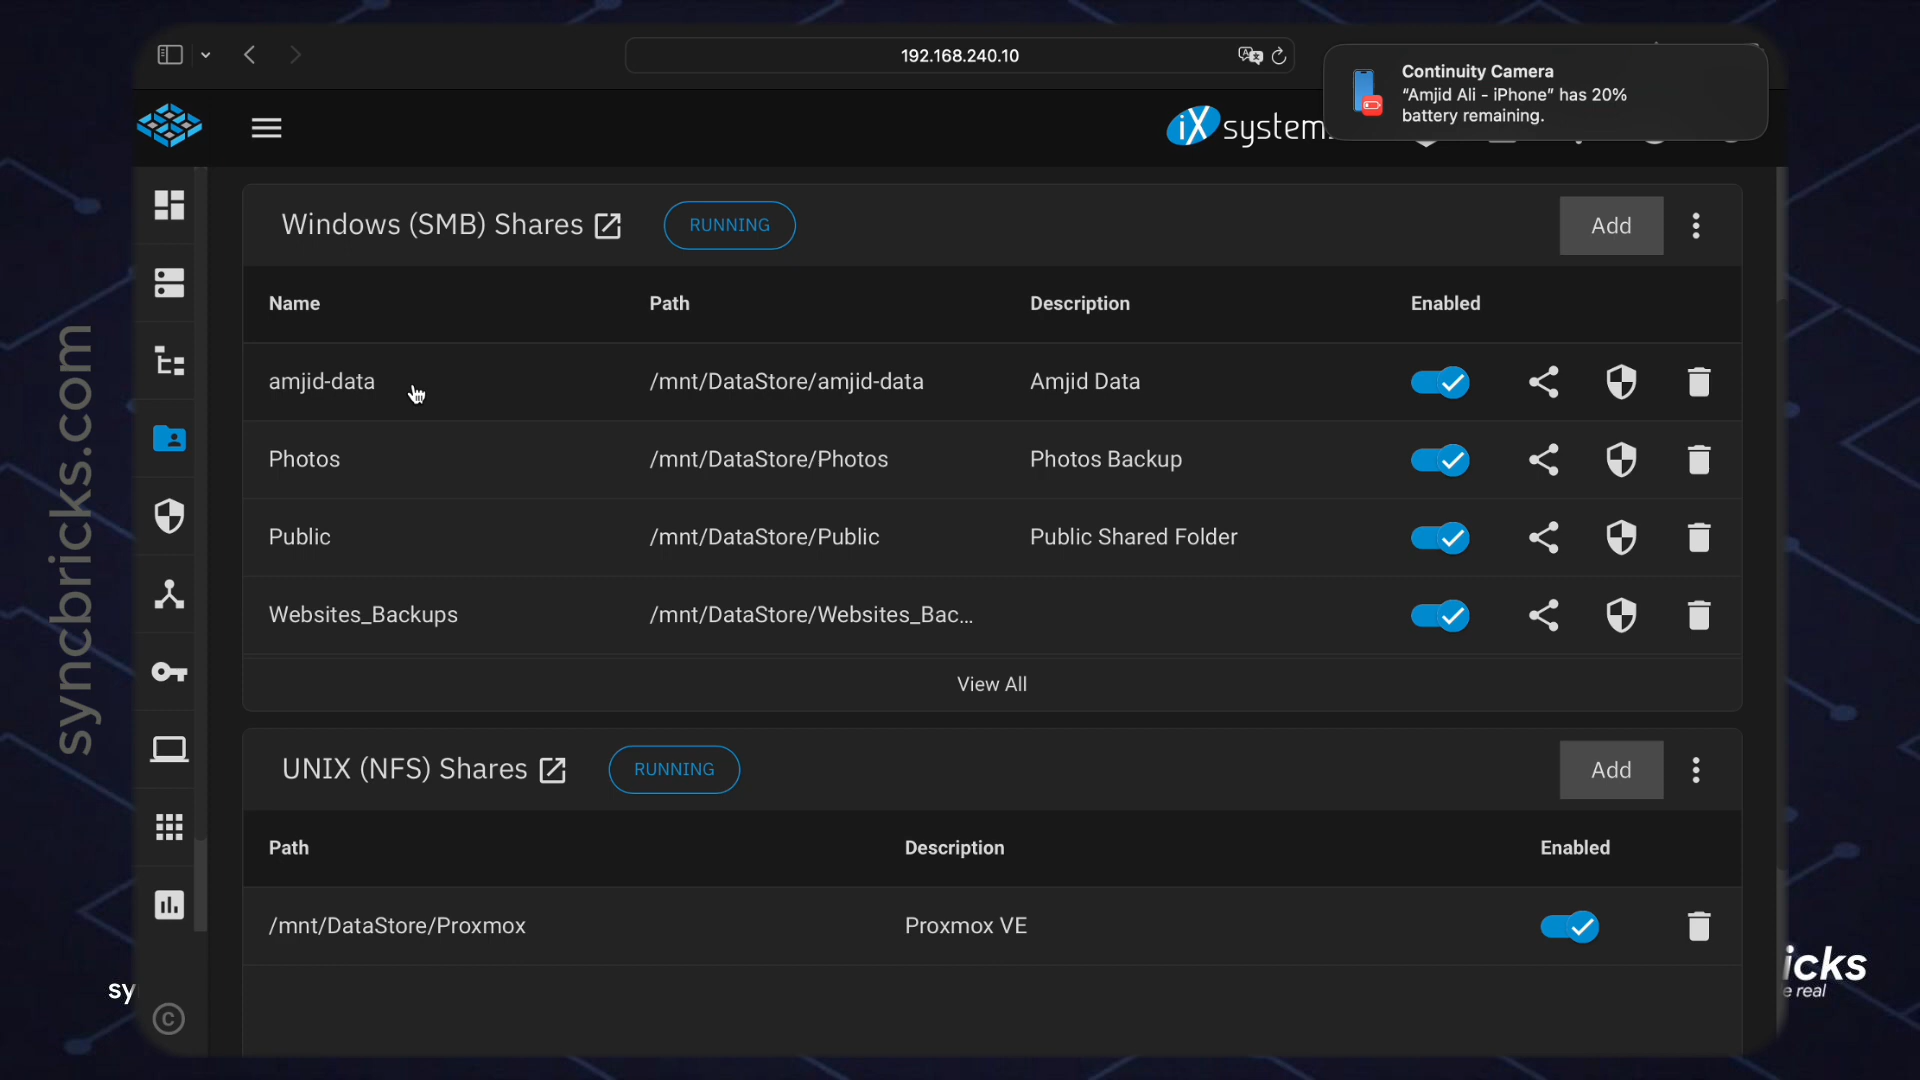 192.168.240.10
Continuity Camera
“Amjid Ali - iPhone” has 20%
battery remaining.
iX system
Windows (SMB) Shares
RUNNING
Add
Name Path Description Enabled
amjid-data /mnt/DataStore/amjid-data Amjid Data
Photos /mnt/DataStore/Photos Photos Backup
Public /mnt/DataStore/Public Public Shared Folder
Websites_Backups /mnt/DataStore/Websites_Bac...
View All
UNIX (NFS) Shares
RUNNING
Add
Path Description Enabled
/mnt/DataStore/Proxmox Proxmox VE
syncbricks.com
sy
icks
e real